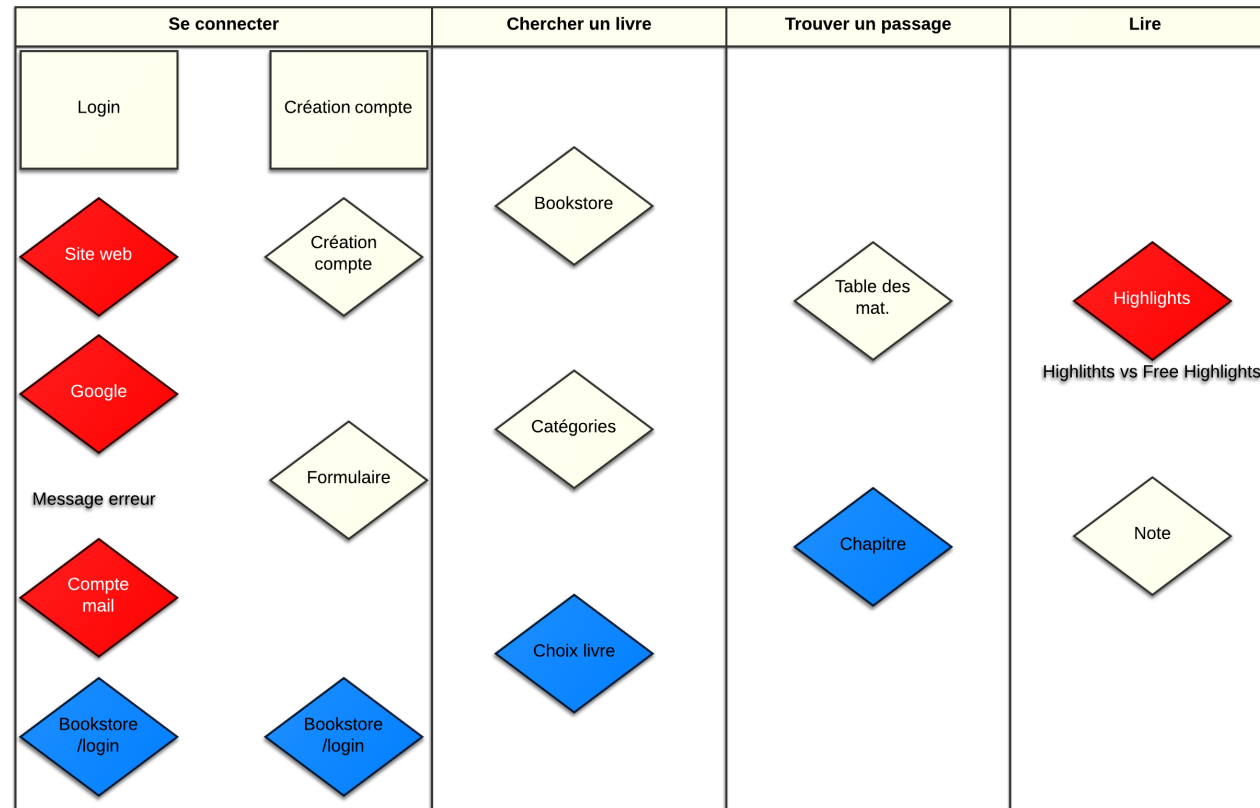 Se connecter
Chercher un livre
Trouver un passage
Lire
Login
Création compte
Site web
Google
Message erreur
Compte
mail
Bookstore
/login
Création
compte
Formulaire
Bookstore
/login
Bookstore
Catégories
Choix livre
Table des
mat.
Chapitre
Highlights
Highlithts vs Free Highlights
Note